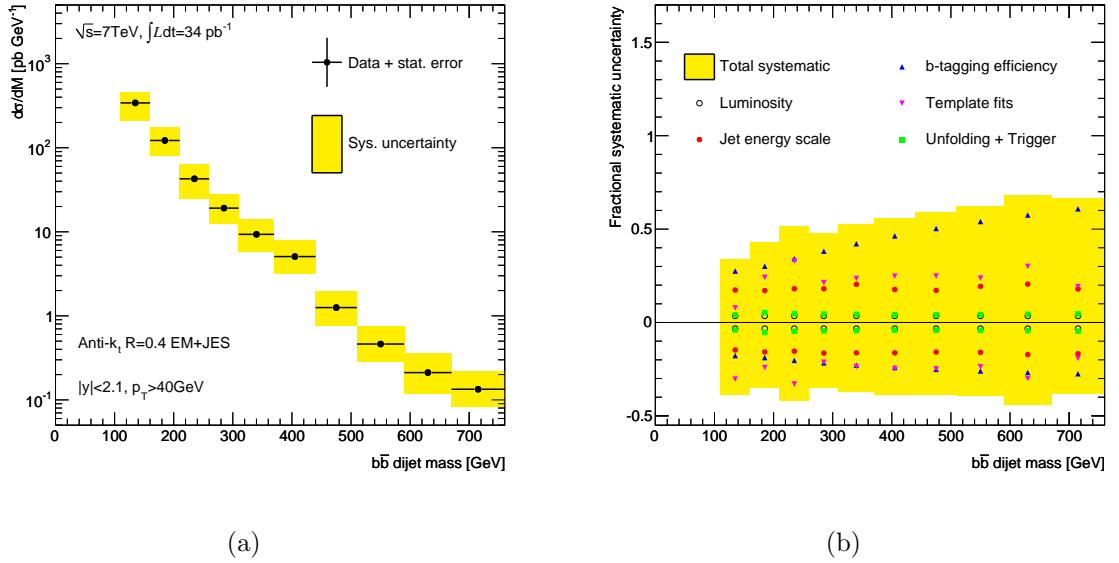 dσ/dM [pb GeV⁻¹]
√s=7TeV, ∫Ldt=34 pb⁻¹
Data + stat. error
Sys. uncertainty
Anti-kₜ R=0.4 EM+JES
|y|<2.1, p_T>40GeV
10³
10²
10
1
10⁻¹
0 100 200 300 400 500 600 700
bb̅ dijet mass [GeV]
(a)
Fractional systematic uncertainty
Total systematic
Luminosity
Jet energy scale
b-tagging efficiency
Template fits
Unfolding + Trigger
1.5
1
0.5
0
-0.5
0 100 200 300 400 500 600 700
bb̅ dijet mass [GeV]
(b)